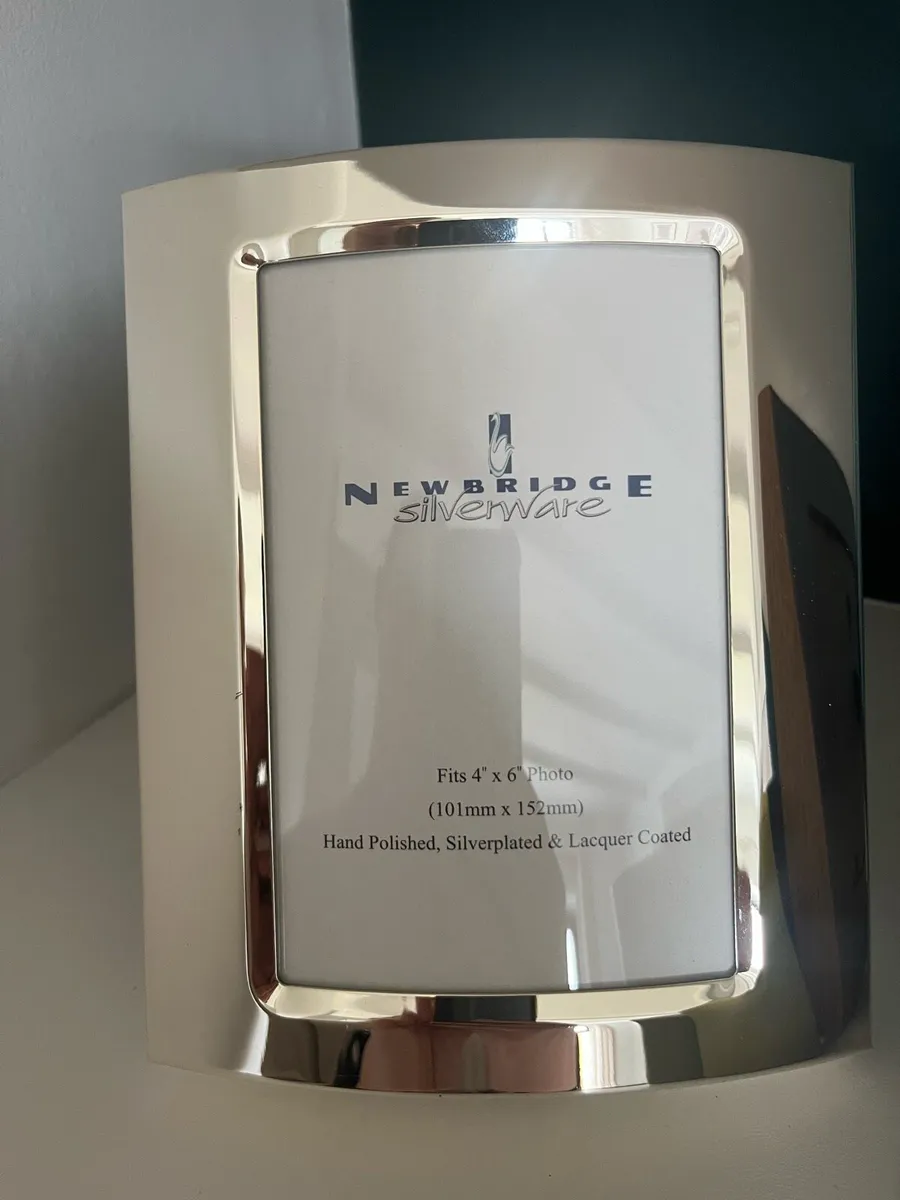 NEWBRIDGE
silverware
Fits 4" x 6" Photo
(101mm x 152mm)
Hand Polished, Silverplated & Lacquer Coated